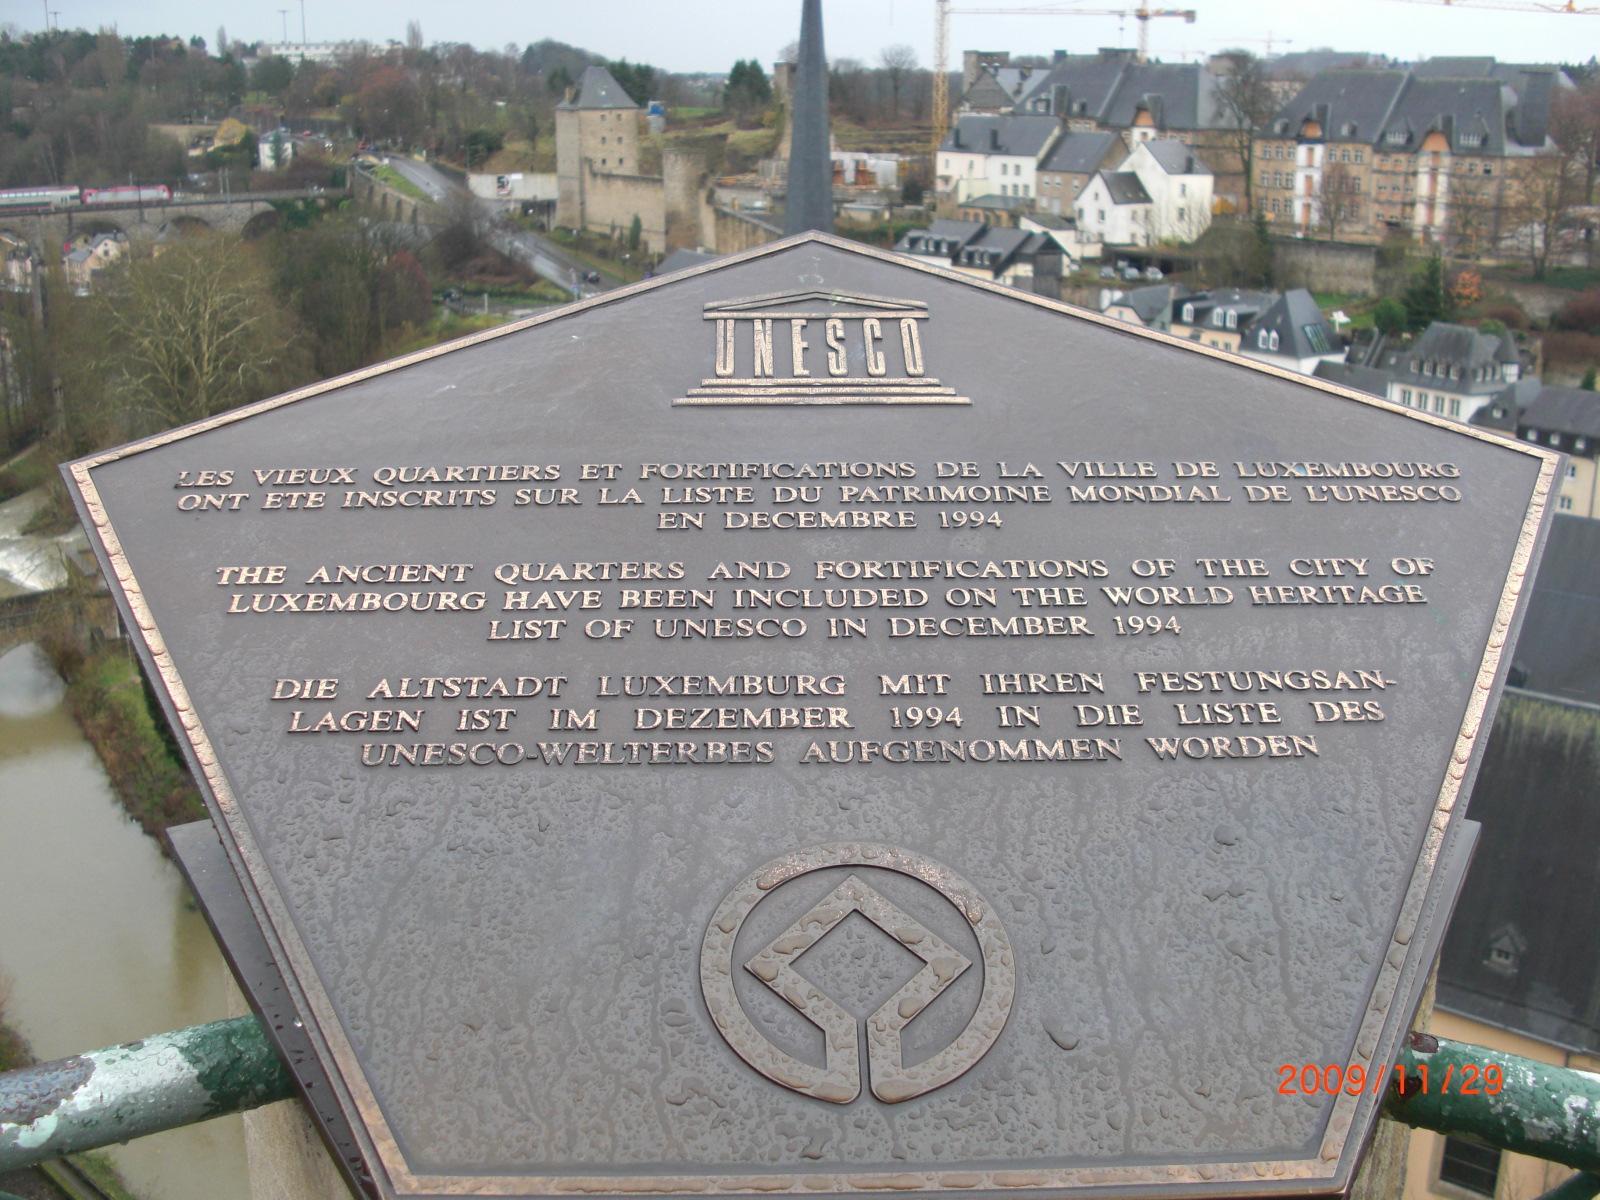 UNESCO
LES VIEUX QUARTIERS ET FORTIFICATIONS DE LA VILLE DE LUXEMBOURG
ONT ETE INSCRITS SUR LA LISTE DU PATRIMOINE MONDIAL DE L'UNESCO
EN DECEMBRE 1994
THE ANCIENT QUARTERS AND FORTIFICATIONS OF THE CITY OF
LUXEMBOURG HAVE BEEN INCLUDED ON THE WORLD HERITAGE
LIST OF UNESCO IN DECEMBER 1994
DIE ALTSTADT LUXEMBURG MIT IHREN FESTUNGSAN-
LAGEN IST IM DEZEMBER 1994 IN DIE LISTE DES
UNESCO-WELTERBES AUFGENOMMEN WORDEN
2009/11/29